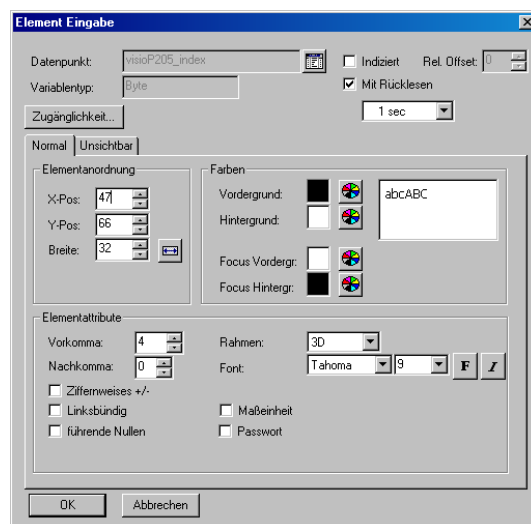 Element Eingabe
Datenpunkt: visioP205_index Indiziert Rel. Offset: 0
Variablentyp: Byte Mit Rücklesen
Zugänglichkeit... 1 sec
Normal Unsichtbar
Elementanordnung Farben
X-Pos: 47 Vordergrund: abcABC
Y-Pos: 66 Hintergrund:
Breite: 32
Focus Vordergr:
Focus Hintergr:
Elementattribute
Vorkomma: 4 Rahmen: 3D
Nachkomma: 0 Font: Tahoma 9 F I
Ziffernweises +/-
Linksbündig Maßeinheit
führende Nullen Passwort
OK Abbrechen